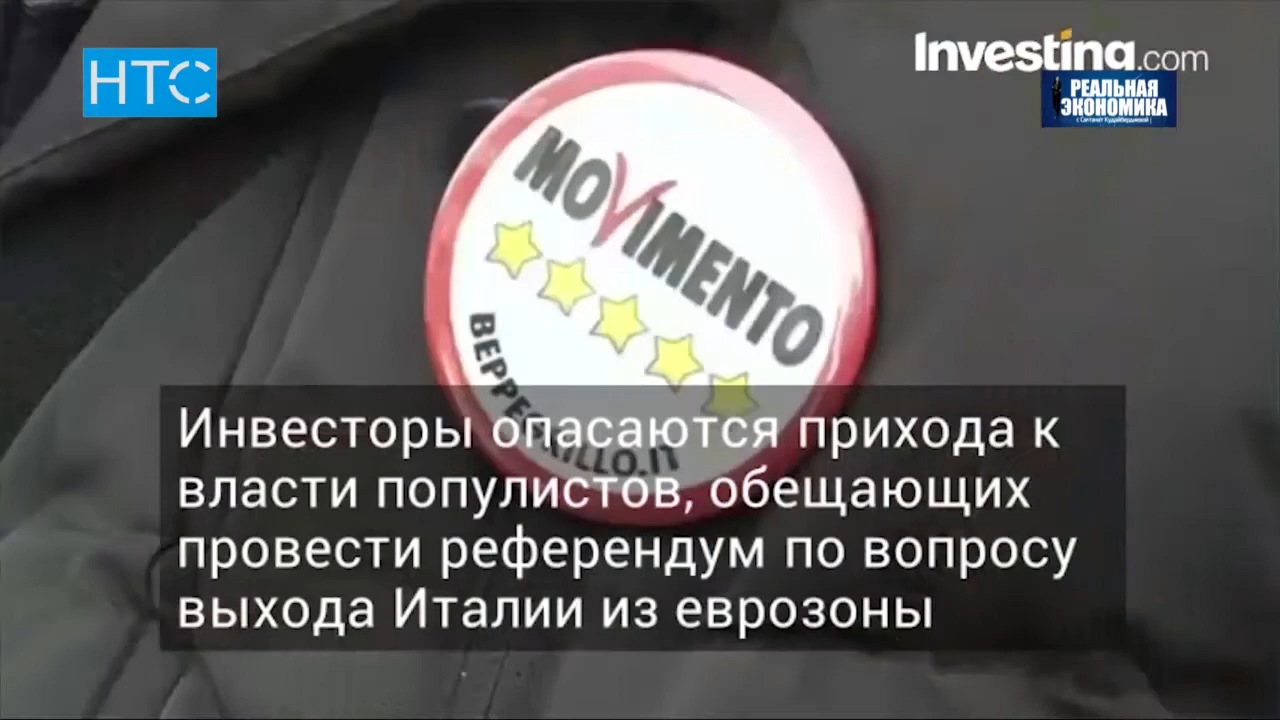 НТС
Investing.com
РЕАЛЬНАЯ
ЭКОНОМИКА
MOVIMENTO
BEPPEGRILLO.IT
Инвесторы опасаются прихода к
власти популистов, обещающих
провести референдум по вопросу
выхода Италии из еврозоны